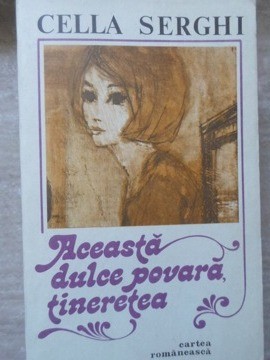 CELLA SERGHI
Această
dulce povară,
tinerețea
cartea
românească